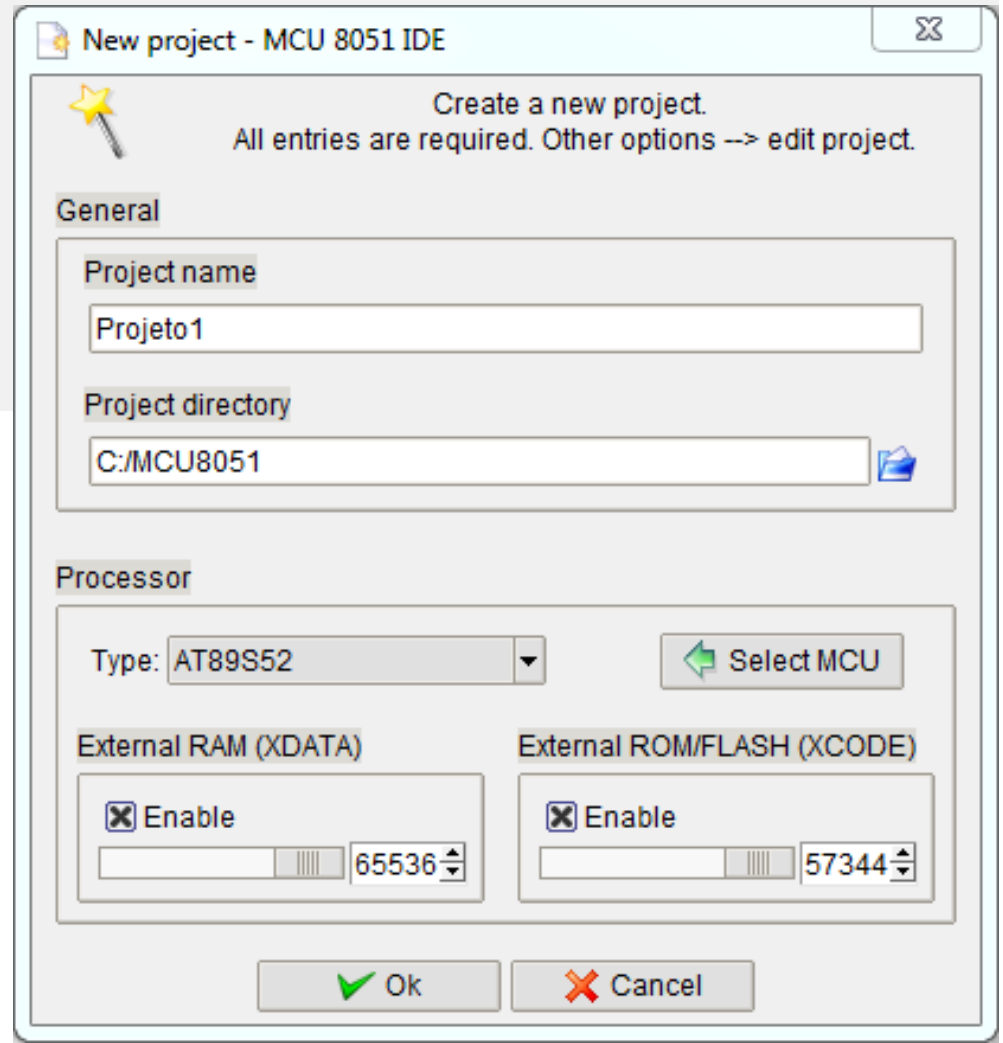 New project - MCU 8051 IDE
Create a new project.
All entries are required. Other options --> edit project.
General
Project name
Projeto1
Project directory
C:/MCU8051
Processor
Type: AT89S52 Select MCU
External RAM (XDATA) External ROM/FLASH (XCODE)
Enable Enable
65536 57344
Ok Cancel